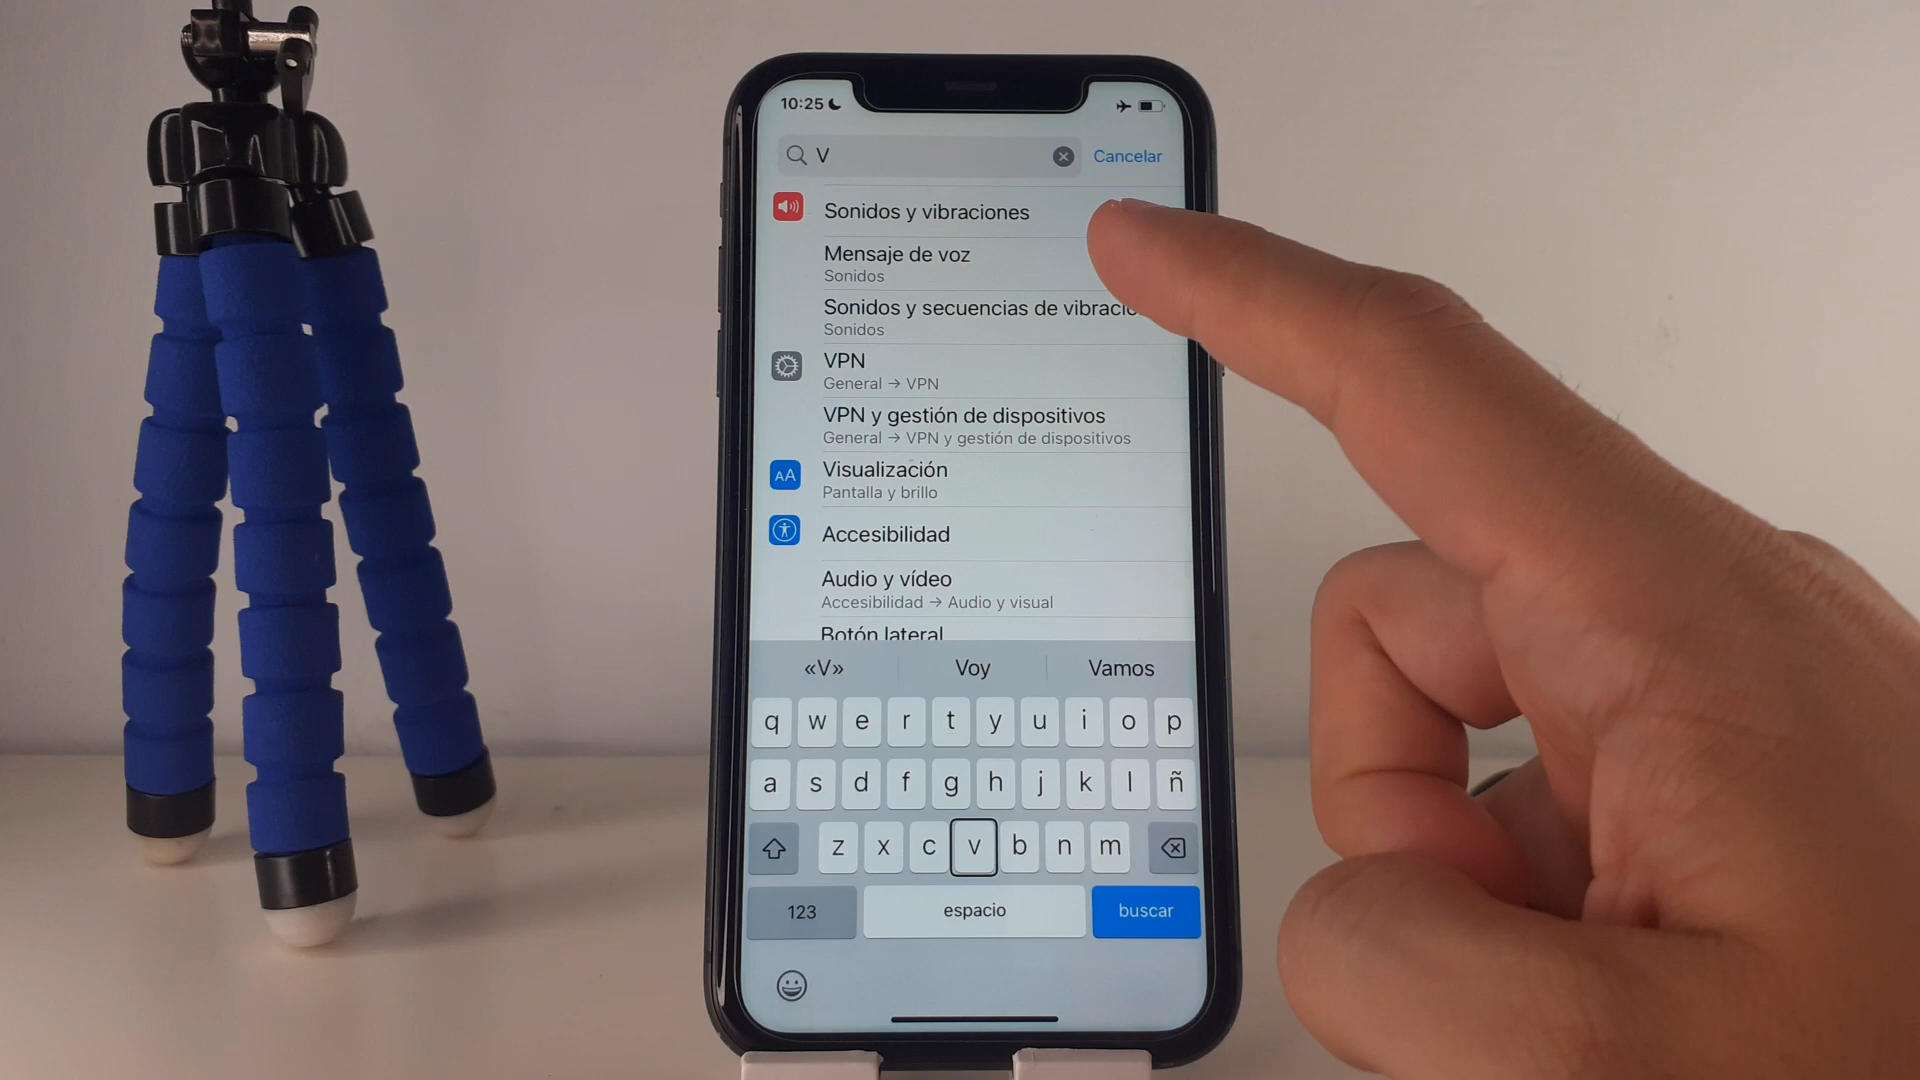 10:25
V
Cancelar
Sonidos y vibraciones
Mensaje de voz
Sonidos
Sonidos y secuencias de vibracio
Sonidos
VPN
General → VPN
VPN y gestión de dispositivos
General → VPN y gestión de dispositivos
AA
Visualización
Pantalla y brillo
Accesibilidad
Audio y vídeo
Accesibilidad → Audio y visual
Botón lateral
«V» Voy Vamos
q w e r t y u i o p
a s d f g h j k l ñ
z x c v b n m
123 espacio buscar